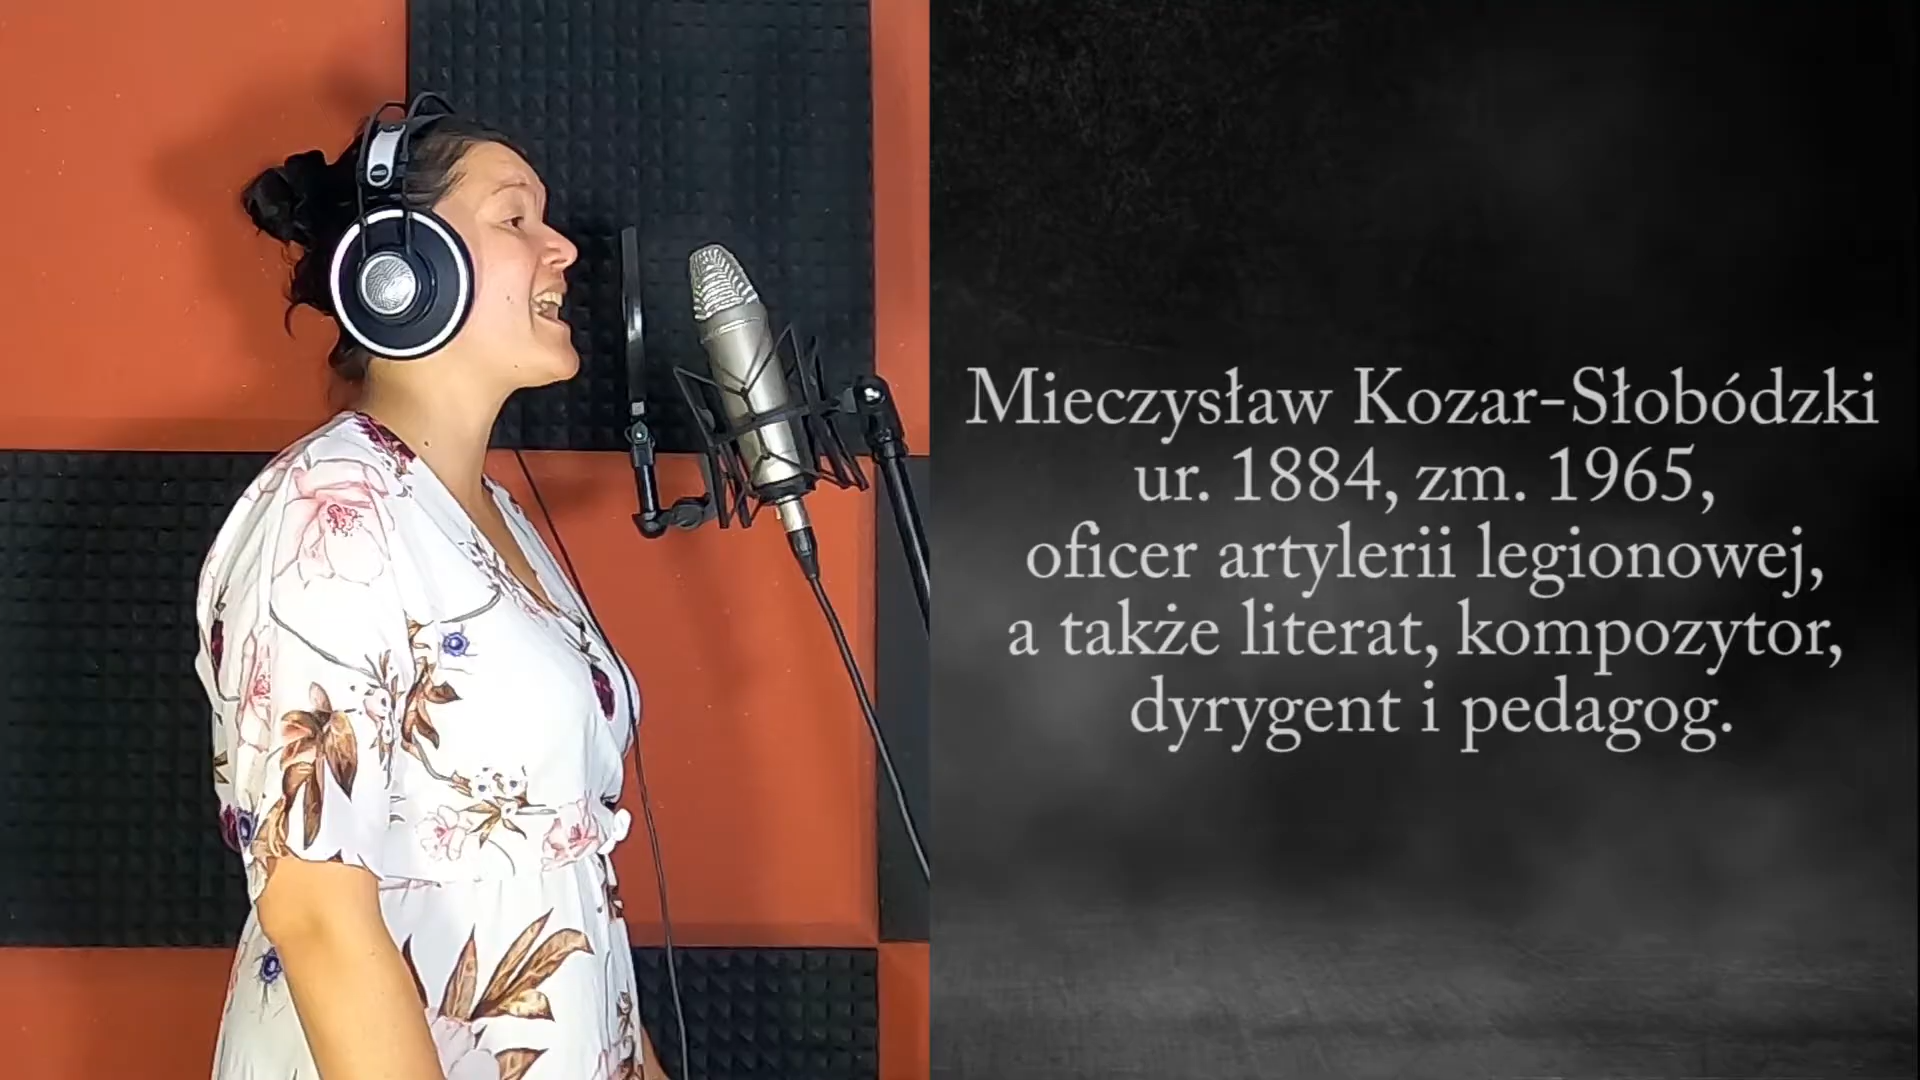 Mieczysław Kozar-Słobódzki
ur. 1884, zm. 1965,
oficer artylerii legionowej,
a także literat, kompozytor,
dyrygent i pedagog.